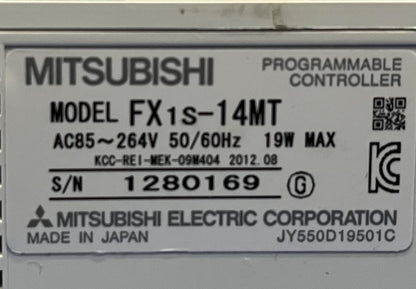 MITSUBISHI
PROGRAMMABLE
CONTROLLER
MODEL FX1S-14MT
AC85~264V 50/60Hz 19W MAX
KCC-REI-MEK-09M404 2012.08
S/N 1280169 G
MITSUBISHI ELECTRIC CORPORATION
MADE IN JAPAN JY550D19501C